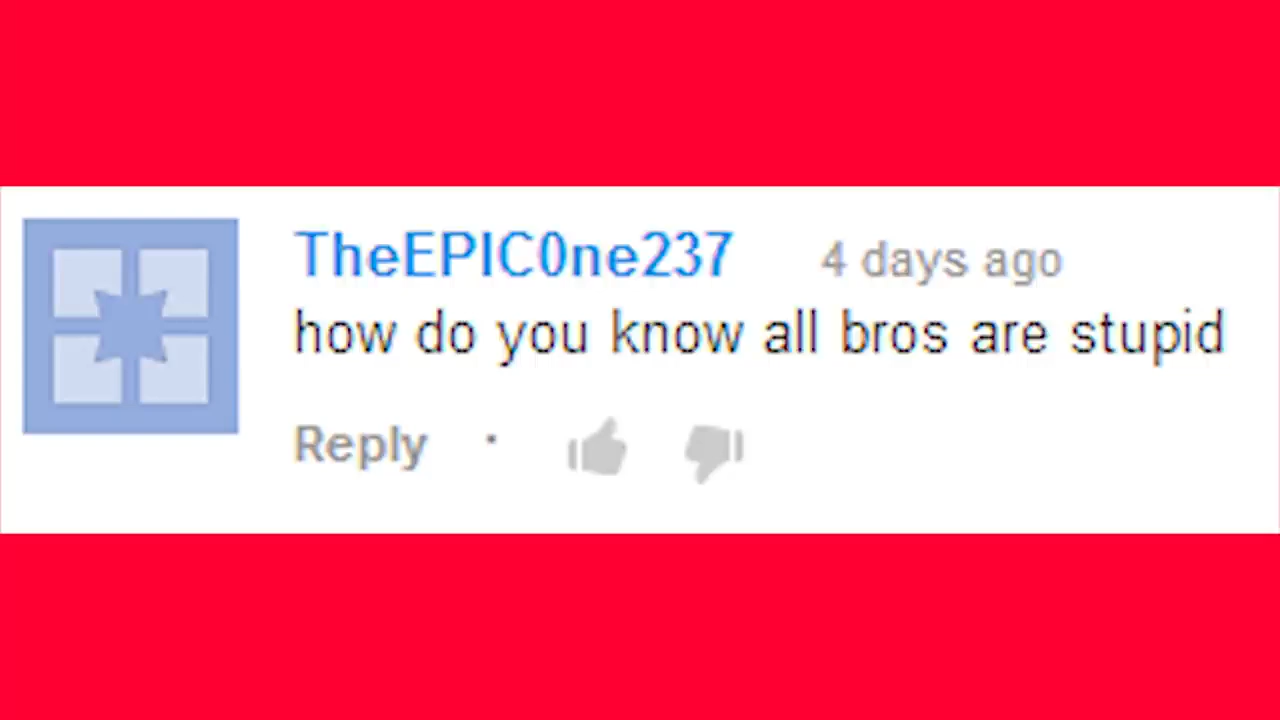 TheEPIC0ne237 4 days ago
how do you know all bros are stupid
Reply ·